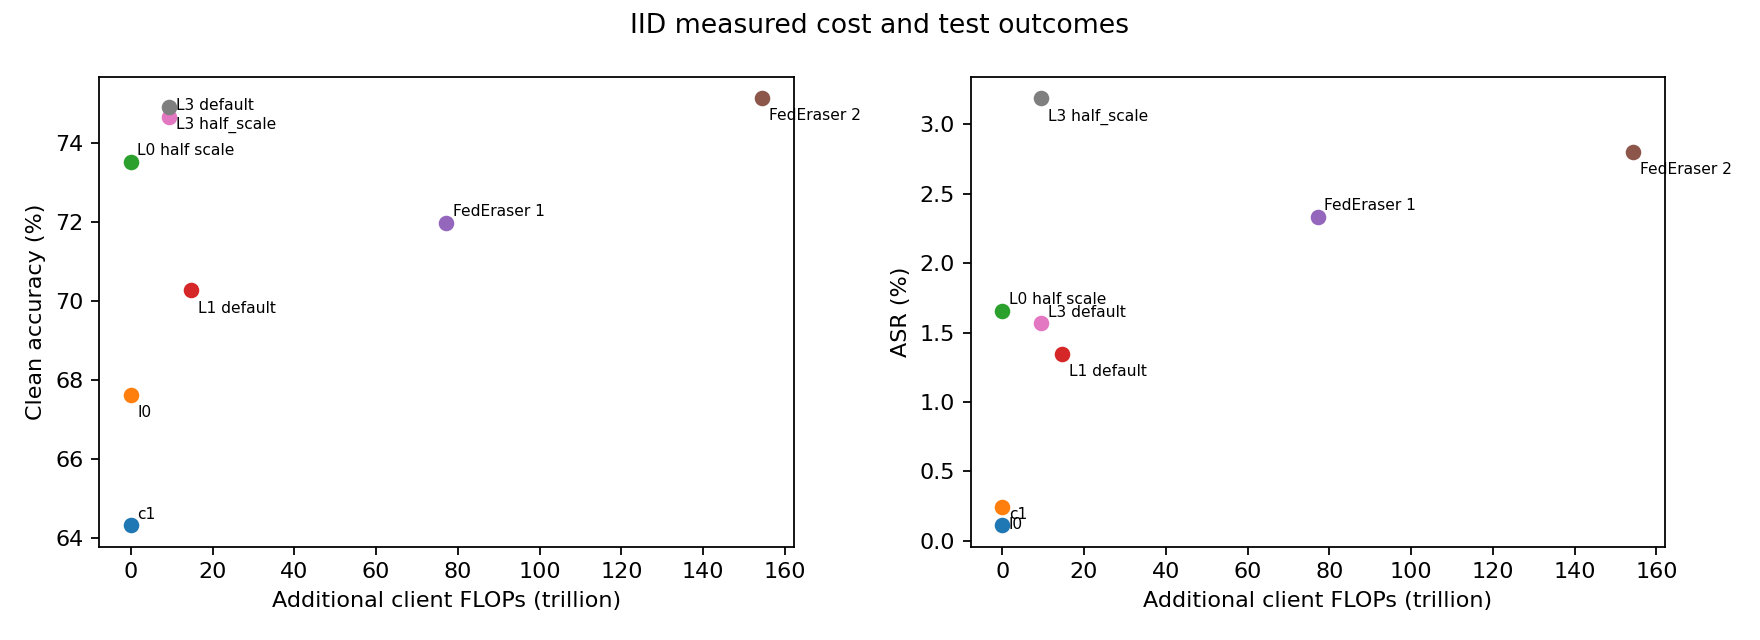 IID measured cost and test outcomes
Clean accuracy (%)
74
72
70
68
66
64
L3 default
L3 half_scale
L0 half scale
FedEraser 2
FedEraser 1
L1 default
l0
c1
0 20 40 60 80 100 120 140 160
Additional client FLOPs (trillion)
ASR (%)
3.0
2.5
2.0
1.5
1.0
0.5
0.0
L3 half_scale
FedEraser 2
FedEraser 1
L0 half scale
L3 default
L1 default
c1
l0
0 20 40 60 80 100 120 140 160
Additional client FLOPs (trillion)